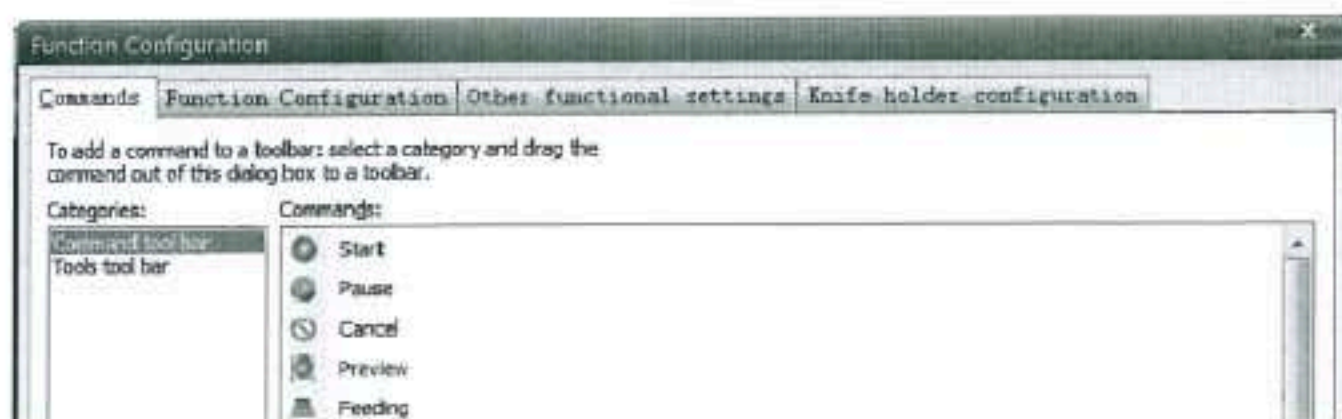 Function Configuration
Commands Function Configuration Other functional settings Knife holder configuration
To add a command to a toolbar: select a category and drag the
command out of this dialog box to a toolbar.
Categories: Commands:
Command tool bar Start
Tools tool bar
Pause
Cancel
Preview
Feeding